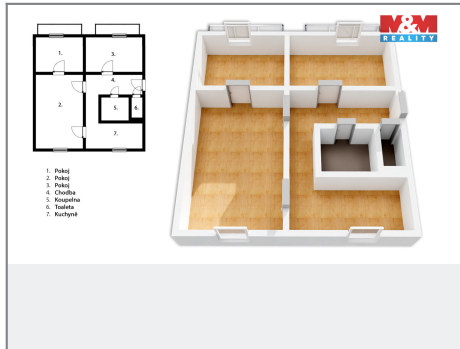 M&M
REALITY
1.
3.
4.
2.
5.
6.
7.
1. Pokoj
2. Pokoj
3. Pokoj
4. Chodba
5. Koupelna
6. Toaleta
7. Kuchyně